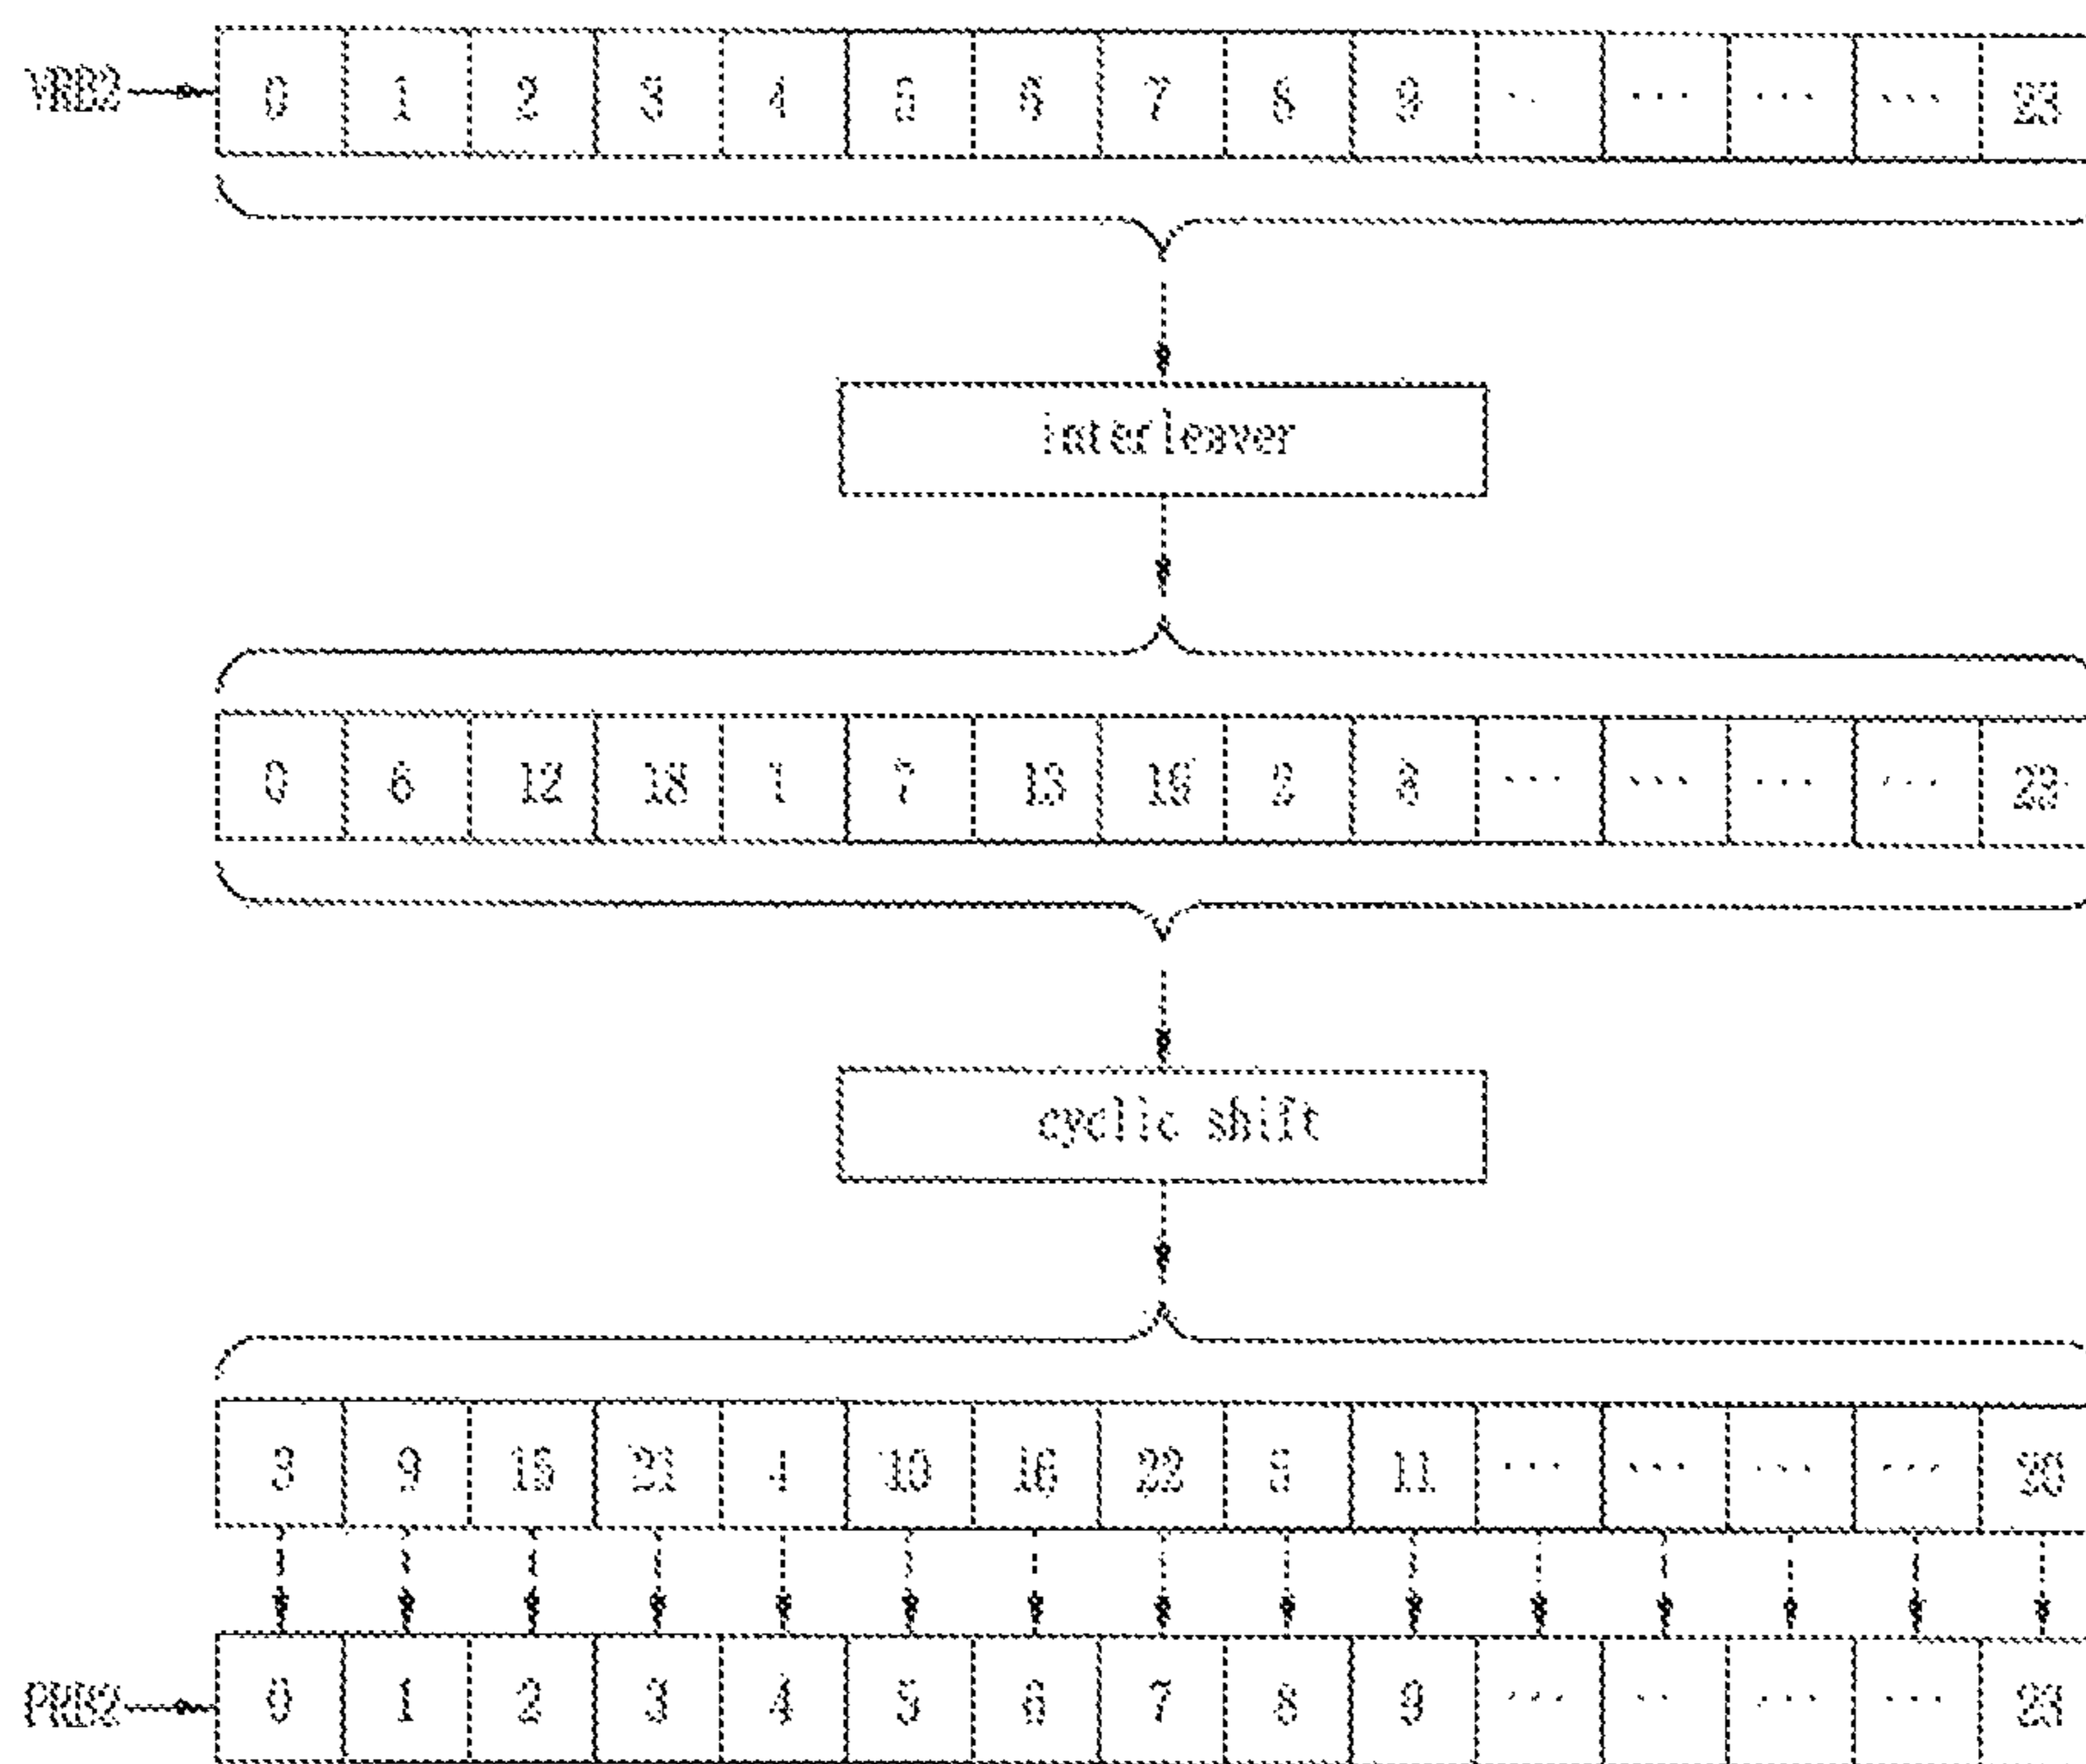 VRB2 0 1 2 3 4 5 6 7 8 9 ... ... ... ... 23
interleaver
0 6 12 18 1 7 13 19 2 8 ... ... ... ... 23
cyclic shift
3 9 15 21 4 10 16 22 5 11 ... ... ... ... 20
PRB2 0 1 2 3 4 5 6 7 8 9 ... ... ... ... 23